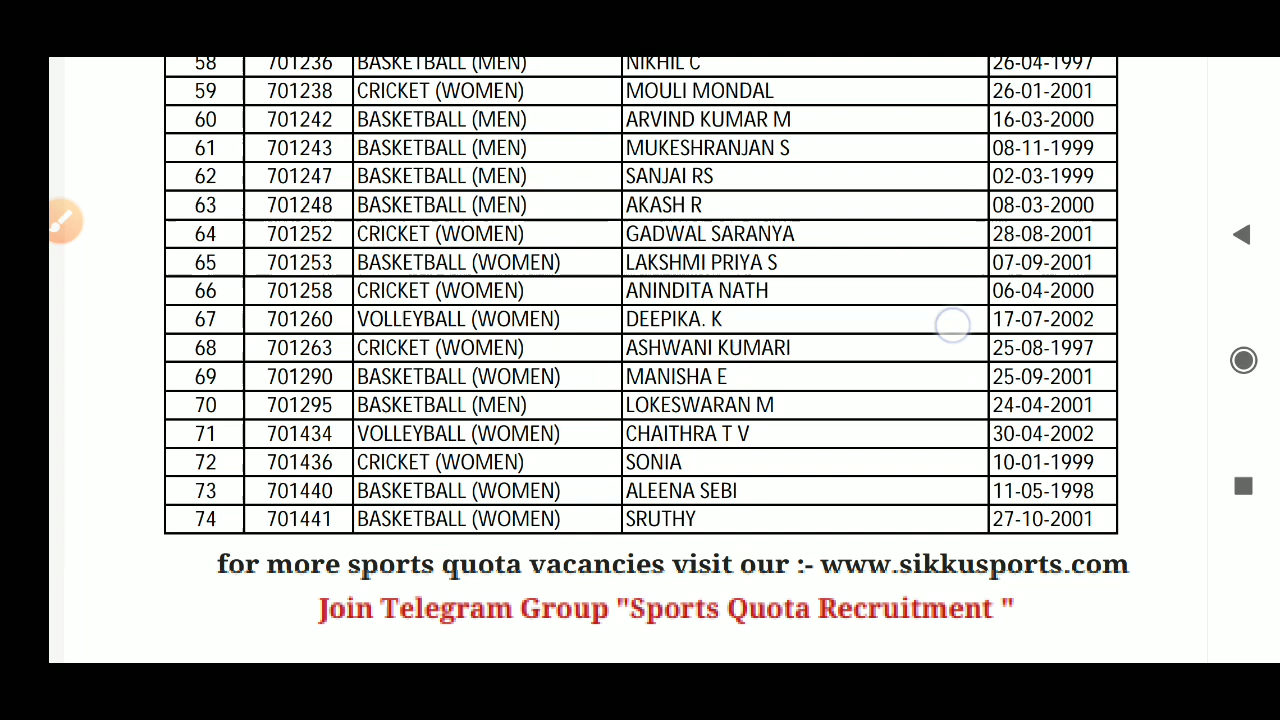 58 701236 BASKETBALL (MEN) NIKHIL C 26-04-1997
59 701238 CRICKET (WOMEN) MOULI MONDAL 26-01-2001
60 701242 BASKETBALL (MEN) ARVIND KUMAR M 16-03-2000
61 701243 BASKETBALL (MEN) MUKESHRANJAN S 08-11-1999
62 701247 BASKETBALL (MEN) SANJAI RS 02-03-1999
63 701248 BASKETBALL (MEN) AKASH R 08-03-2000
64 701252 CRICKET (WOMEN) GADWAL SARANYA 28-08-2001
65 701253 BASKETBALL (WOMEN) LAKSHMI PRIYA S 07-09-2001
66 701258 CRICKET (WOMEN) ANINDITA NATH 06-04-2000
67 701260 VOLLEYBALL (WOMEN) DEEPIKA. K 17-07-2002
68 701263 CRICKET (WOMEN) ASHWANI KUMARI 25-08-1997
69 701290 BASKETBALL (WOMEN) MANISHA E 25-09-2001
70 701295 BASKETBALL (MEN) LOKESWARAN M 24-04-2001
71 701434 VOLLEYBALL (WOMEN) CHAITHRA T V 30-04-2002
72 701436 CRICKET (WOMEN) SONIA 10-01-1999
73 701440 BASKETBALL (WOMEN) ALEENA SEBI 11-05-1998
74 701441 BASKETBALL (WOMEN) SRUTHY 27-10-2001
for more sports quota vacancies visit our :- www.sikkusports.com
Join Telegram Group "Sports Quota Recruitment "